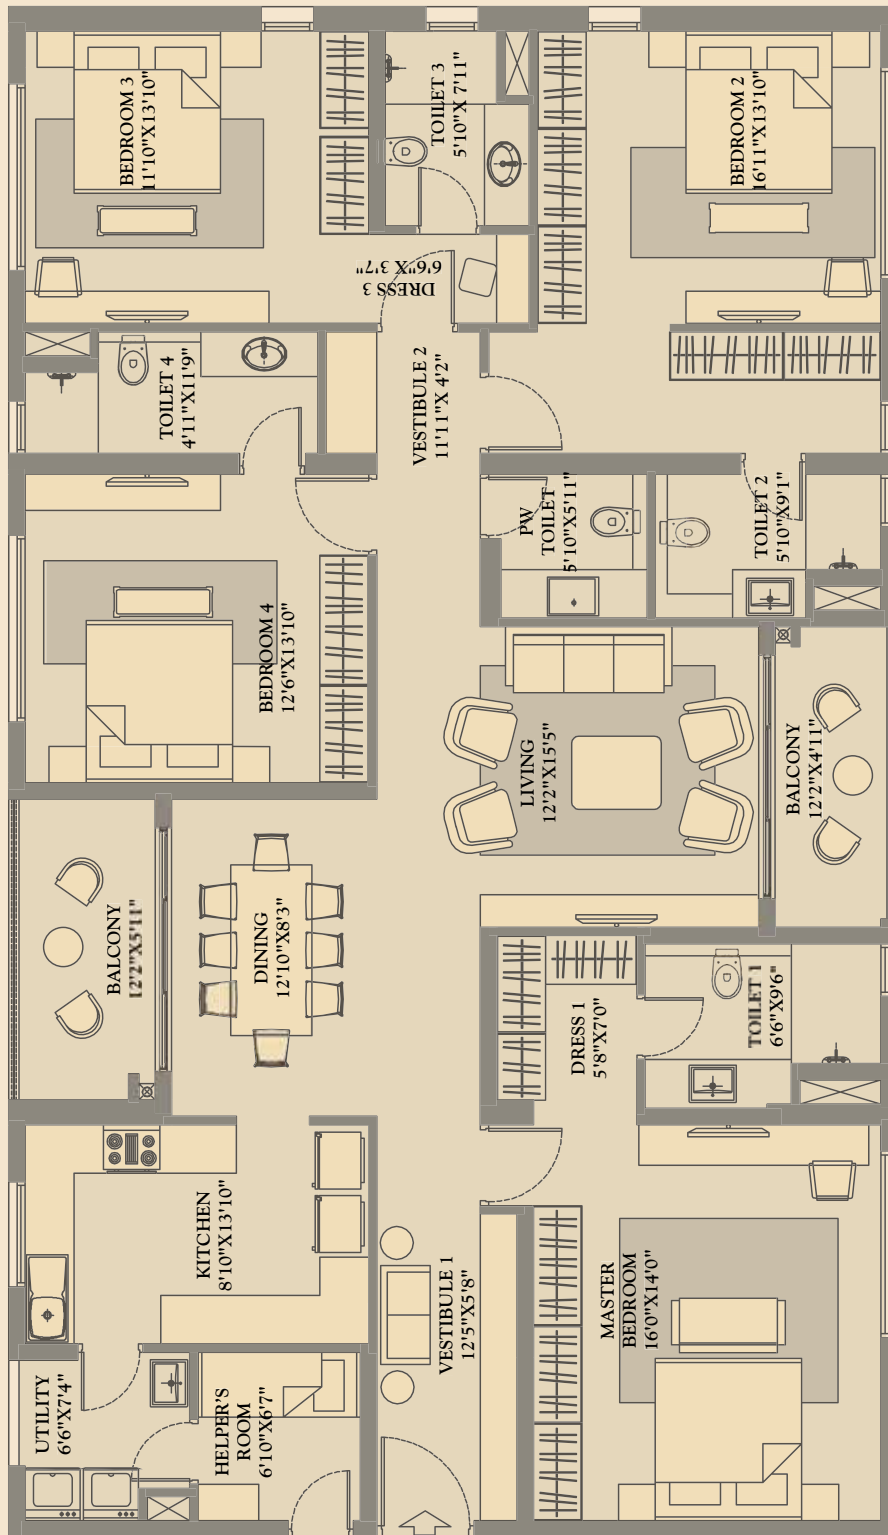 BEDROOM 3
11'10"X13'10"
TOILET 3
5'10"X 7'11"
BEDROOM 2
16'11"X13'10"
DRESS 3
6'6"X 3'7"
TOILET 4
4'11"X11'9"
VESTIBULE 2
11'11"X 4'2"
PW
TOILET
5'10"X5'11"
TOILET 2
5'10"X9'1"
BEDROOM 4
12'6"X13'10"
LIVING
12'2"X15'5"
BALCONY
12'2"X4'11"
BALCONY
12'2"X5'11"
DINING
12'10"X8'3"
DRESS 1
5'8"X7'0"
TOILET 1
6'6"X9'6"
KITCHEN
8'10"X13'10"
VESTIBULE 1
12'5"X5'8"
MASTER
BEDROOM
16'0"X14'0"
UTILITY
6'6"X7'4"
HELPER'S
ROOM
6'10"X6'7"